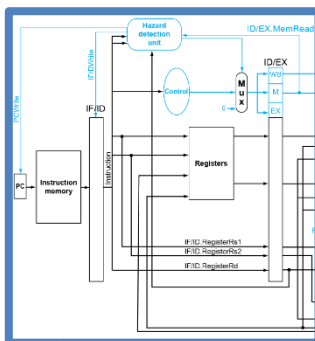 Hazard
detection
unit
ID/EX.MemRead
ID/EX
IF/IDWrite
PCWrite
IF/ID
Control
Mux
0
WB
M
EX
PC
Instruction
memory
Instruction
Registers
IF/ID.RegisterRs1
IF/ID.RegisterRs2
IF/ID.RegisterRd